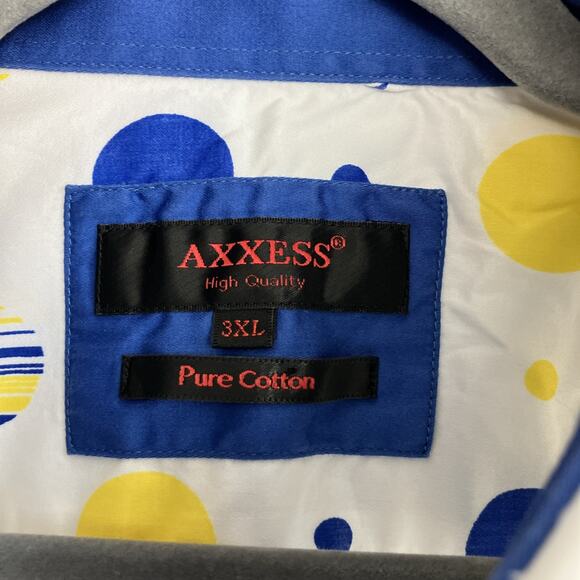 AXXESS®
High Quality
3XL
Pure Cotton